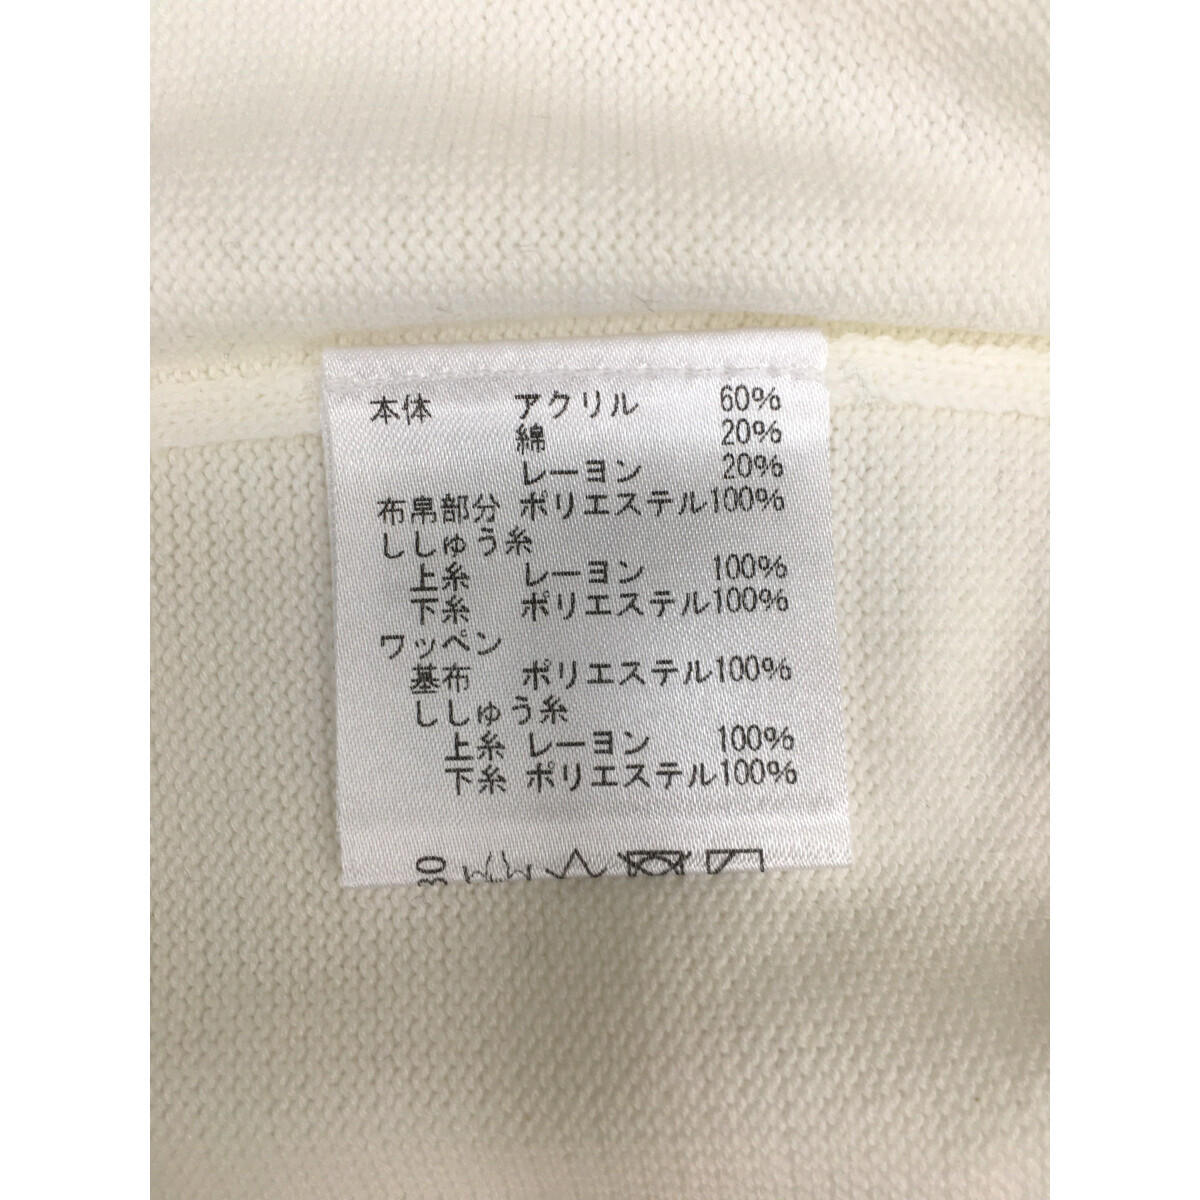 本体 アクリル 60%
綿 20%
レーヨン 20%
布帛部分 ポリエステル100%
ししゅう糸
上糸 レーヨン 100%
下糸 ポリエステル100%
ワッペン
基布 ポリエステル100%
ししゅう糸
上糸 レーヨン 100%
下糸 ポリエステル100%
30